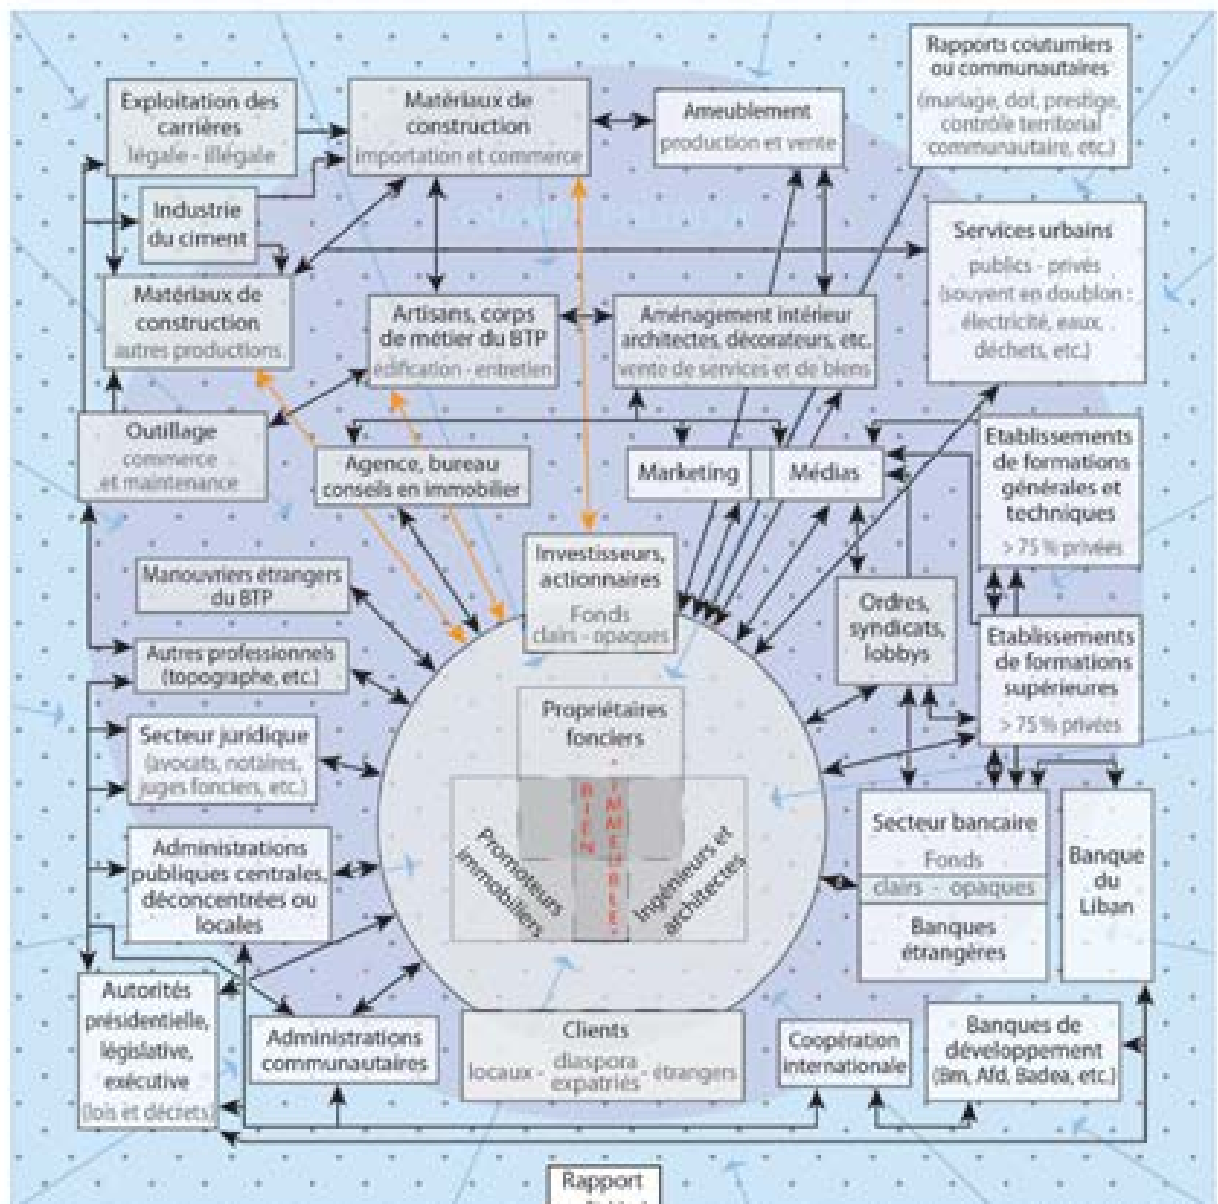 Rapports coutumiers
ou communautaires
(mariage, dot, prestige,
contrôle territorial
communautaire, etc.)
Exploitation des
carrières
légale - illégale
Matériaux de
construction
importation et commerce
Ameublement
production et vente
Industrie
du ciment
Services urbains
publics - privés
(souvent en doublon :
électricité, eaux,
déchets, etc.)
Matériaux de
construction
autres productions
Artisans, corps
de métier du BTP
édification - entretien
Aménagement intérieur
architectes, décorateurs, etc.
vente de services et de biens
Outillage
commerce
et maintenance
Agence, bureau
conseils en immobilier
Marketing
Médias
Etablissements
de formations
générales et
techniques
> 75 % privées
Investisseurs,
actionnaires
Fonds
clairs - opaques
Manouvriers étrangers
du BTP
Ordres,
syndicats,
lobbys
Autres professionnels
(topographe, etc.)
Etablissements
de formations
supérieures
> 75 % privées
Secteur juridique
(avocats, notaires,
juges fonciers, etc.)
Propriétaires
fonciers
BIEN
IMMEUBLE
Promoteurs
immobiliers
Ingénieurs et
architectes
Administrations
publiques centrales,
déconcentrées ou
locales
Secteur bancaire
Fonds
clairs - opaques
Banques
étrangères
Banque
du
Liban
Autorités
présidentielle,
législative,
exécutive
(lois et décrets)
Administrations
communautaires
Clients
locaux - diaspora expatriés - étrangers
Coopération
internationale
Banques de
développement
(Bm, Afd, Badea, etc.)
Rapport